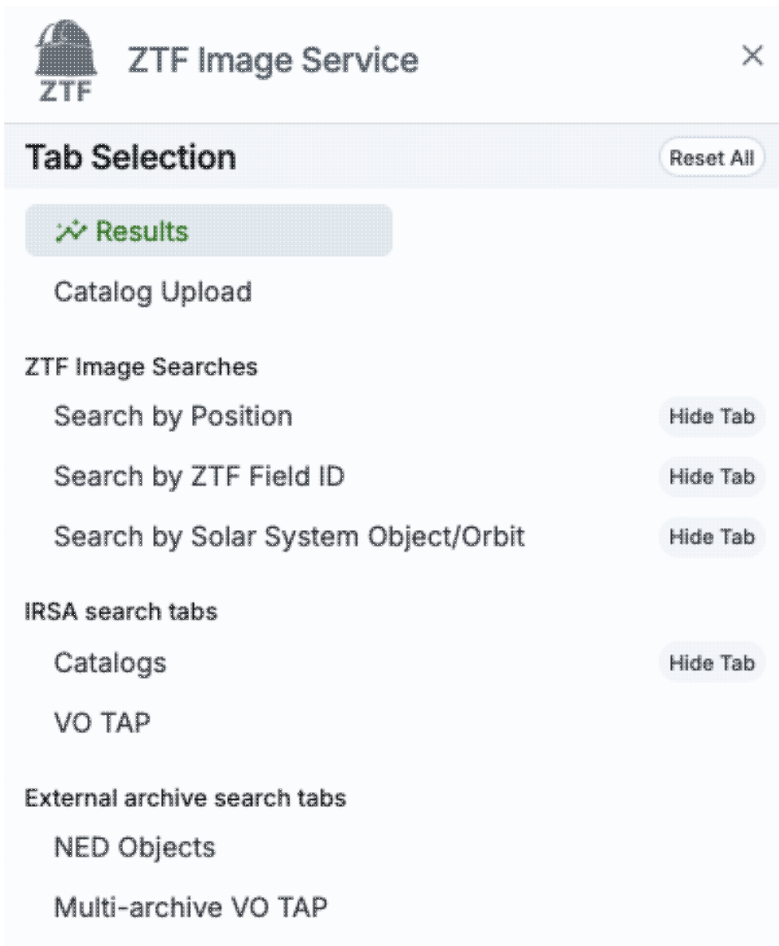 ZTF
ZTF Image Service
Tab Selection
Reset All
Results
Catalog Upload
ZTF Image Searches
Search by Position
Hide Tab
Search by ZTF Field ID
Hide Tab
Search by Solar System Object/Orbit
Hide Tab
IRSA search tabs
Catalogs
Hide Tab
VO TAP
External archive search tabs
NED Objects
Multi-archive VO TAP